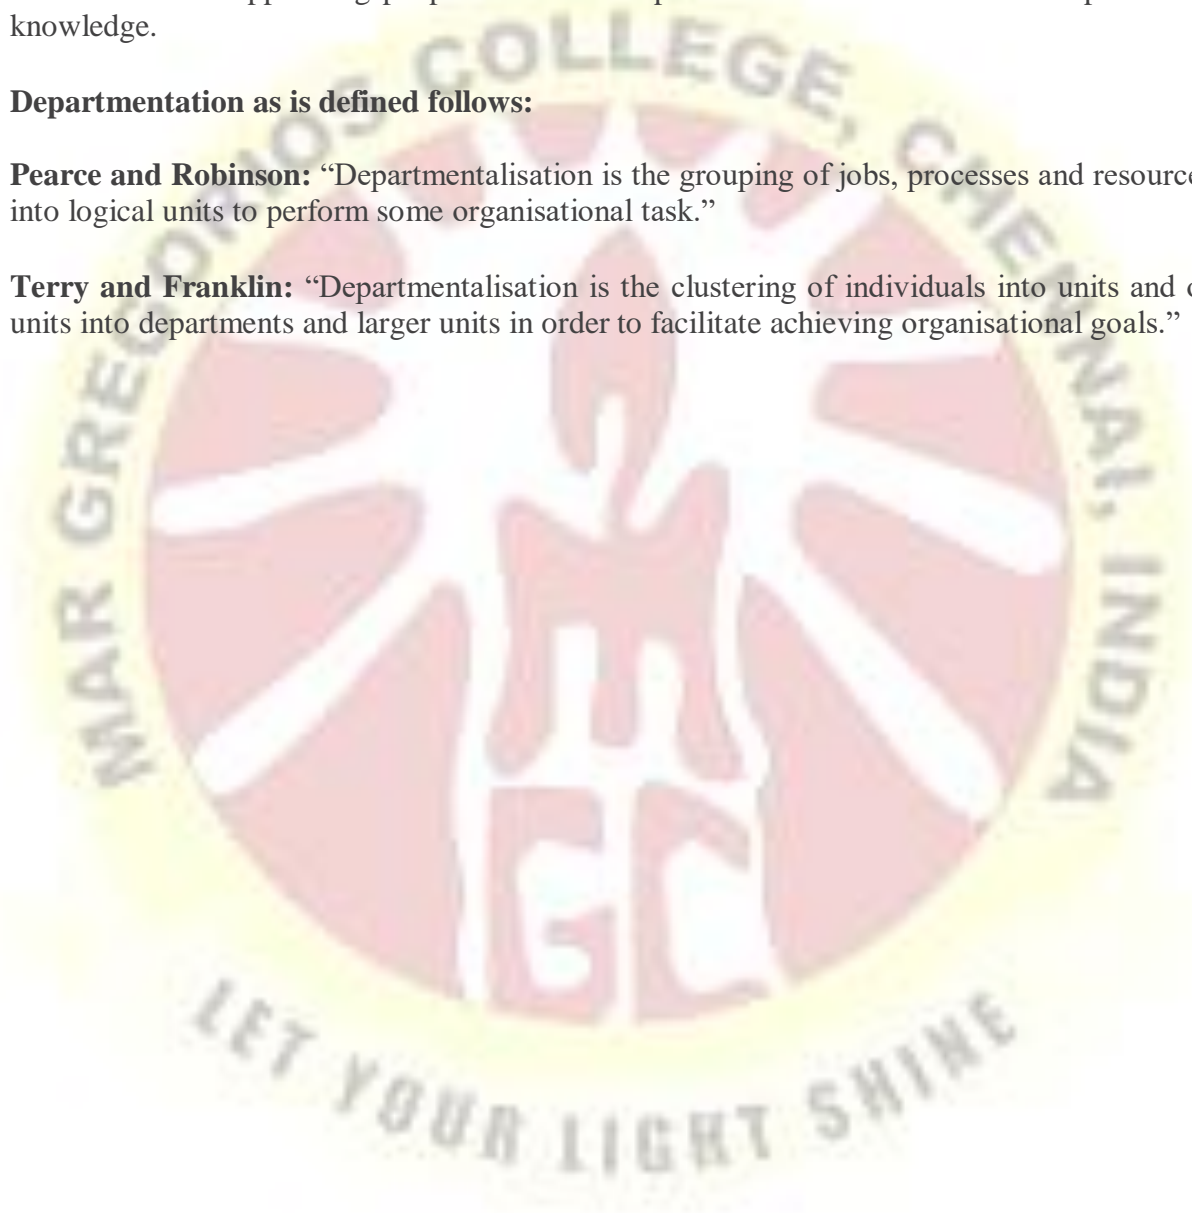 knowledge.
Departmentation as is defined follows:
Pearce and Robinson: “Departmentalisation is the grouping of jobs, processes and resource
into logical units to perform some organisational task.”
Terry and Franklin: “Departmentalisation is the clustering of individuals into units and o
units into departments and larger units in order to facilitate achieving organisational goals.”
MAR GREGORIOS COLLEGE, CHENNAI, INDIA
MGC
LET YOUR LIGHT SHINE